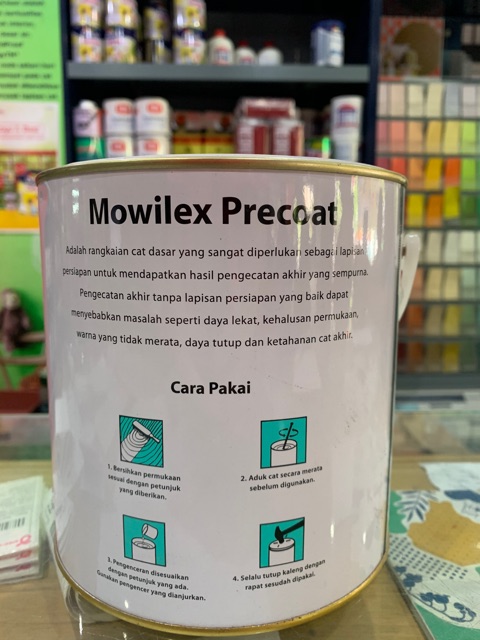 Mowilex Precoat
Adalah rangkaian cat dasar yang sangat diperlukan sebagai lapisan
persiapan untuk mendapatkan hasil pengecatan akhir yang sempurna.
Pengecatan akhir tanpa lapisan persiapan yang baik dapat
menyebabkan masalah seperti daya lekat, kehalusan permukaan,
warna yang tidak merata, daya tutup dan ketahanan cat akhir.
Cara Pakai
1. Bersihkan permukaan
sesuai dengan petunjuk
yang diberikan.
2. Aduk cat secara merata
sebelum digunakan.
3. Pengenceran disesuaikan
dengan petunjuk yang ada.
Gunakan pengencer yang dianjurkan.
4. Selalu tutup kaleng dengan
rapat sesudah dipakai.